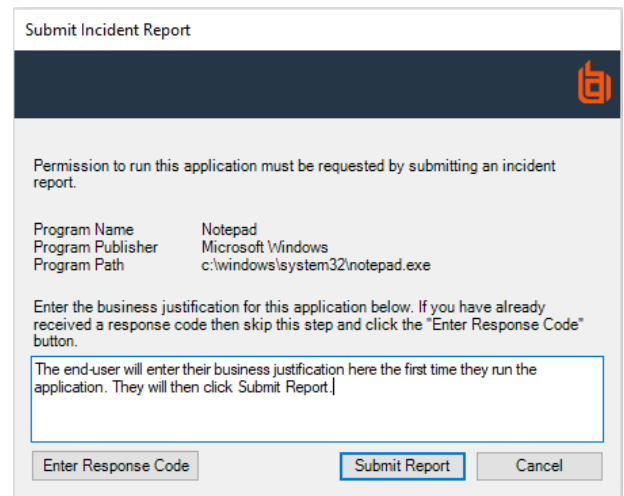 Submit Incident Report
Permission to run this application must be requested by submitting an incident
report.
Program Name Notepad
Program Publisher Microsoft Windows
Program Path c:\windows\system32\notepad.exe
Enter the business justification for this application below. If you have already
received a response code then skip this step and click the "Enter Response Code"
button.
The end-user will enter their business justification here the first time they run the
application. They will then click Submit Report.
Enter Response Code Submit Report Cancel